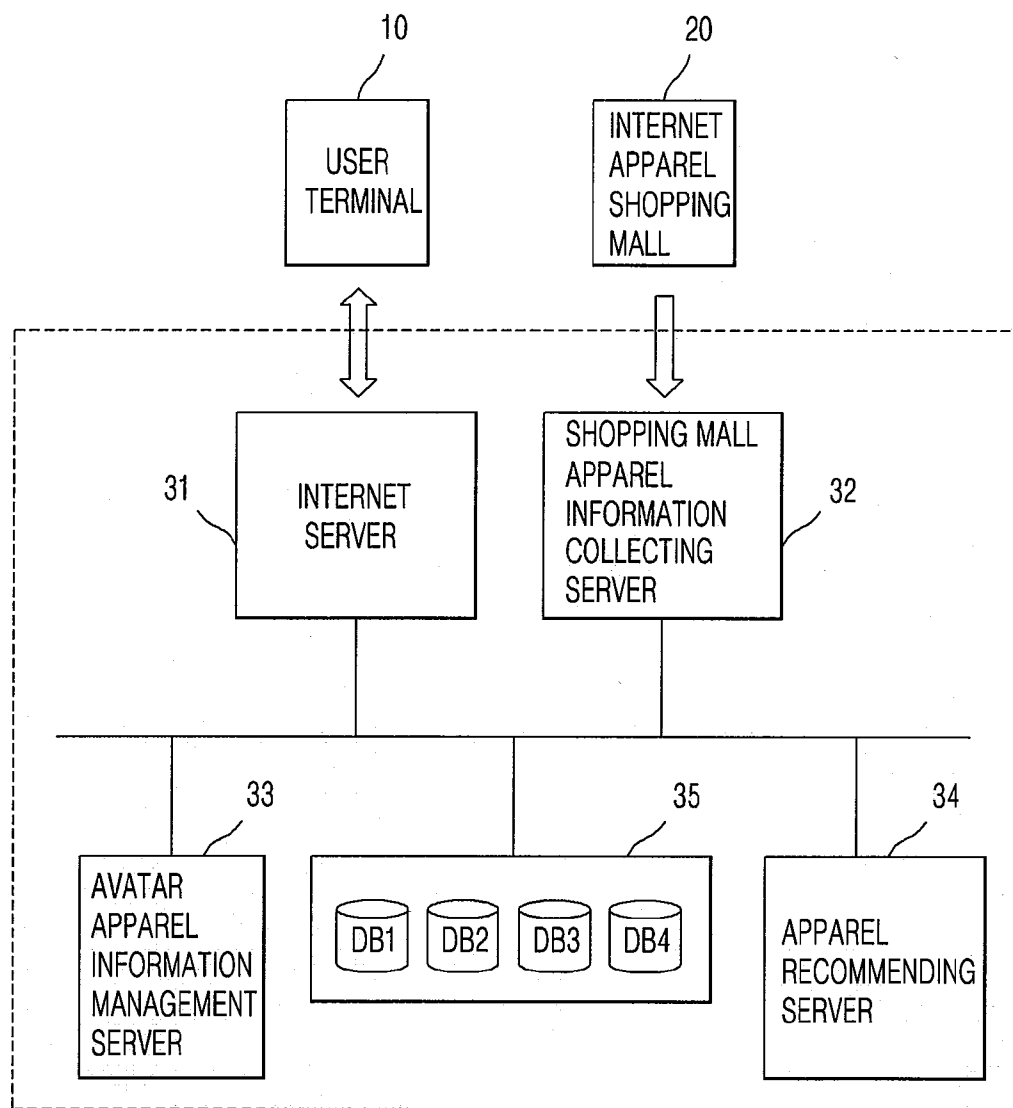 10
20
USER
TERMINAL
INTERNET
APPAREL
SHOPPING
MALL
31
INTERNET
SERVER
SHOPPING MALL
APPAREL
INFORMATION
COLLECTING
SERVER
32
33
35
34
AVATAR
APPAREL
INFORMATION
MANAGEMENT
SERVER
DB1
DB2
DB3
DB4
APPAREL
RECOMMENDING
SERVER